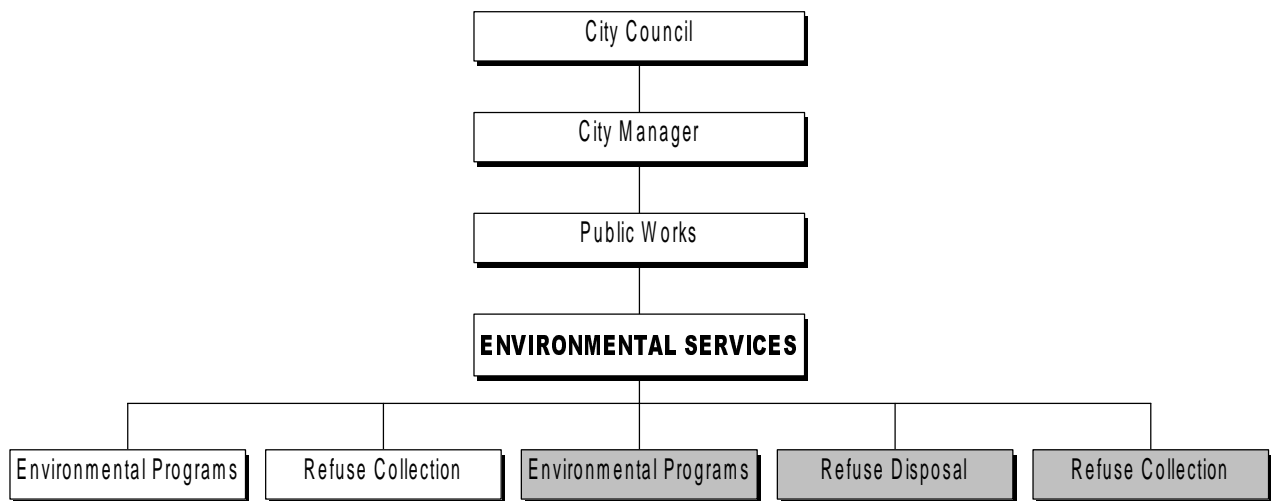 City Council
City Manager
Public Works
ENVIRONMENTAL SERVICES
Environmental Programs
Refuse Collection
Environmental Programs
Refuse Disposal
Refuse Collection